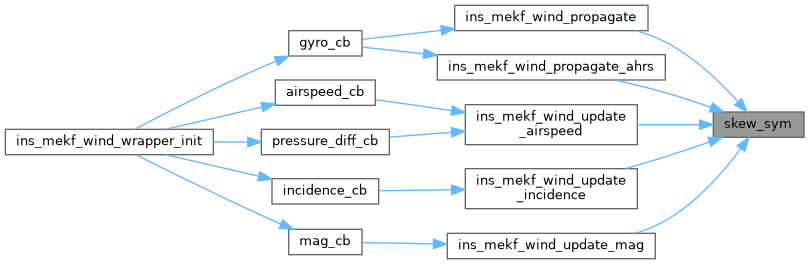 ins_mekf_wind_propagate
gyro_cb
ins_mekf_wind_propagate_ahrs
airspeed_cb
ins_mekf_wind_update
_airspeed
skew_sym
ins_mekf_wind_wrapper_init
pressure_diff_cb
ins_mekf_wind_update
_incidence
incidence_cb
mag_cb
ins_mekf_wind_update_mag